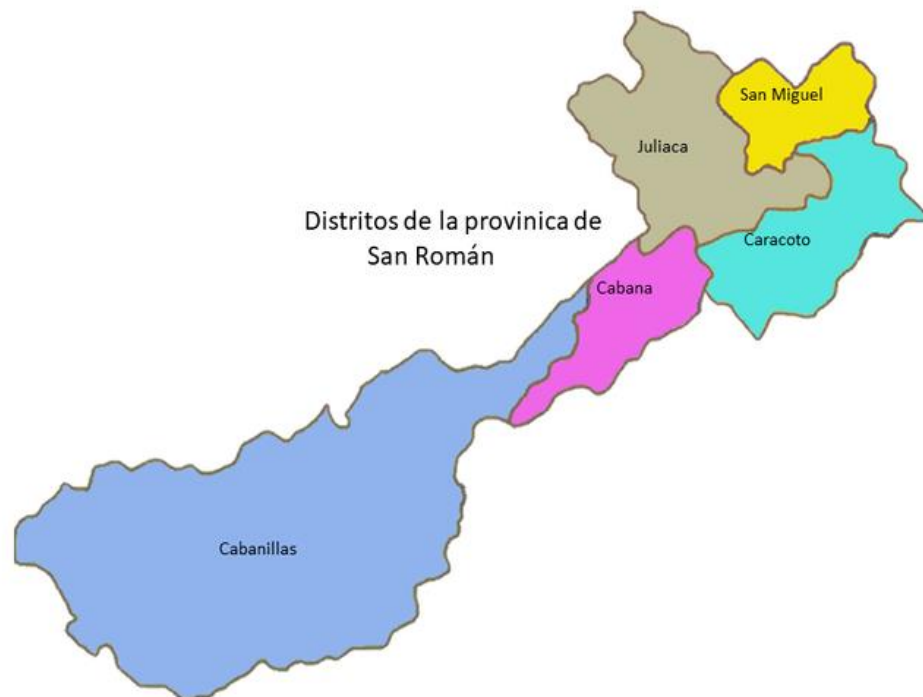 San Miguel
Juliaca
Distritos de la provinica de
San Román
Caracoto
Cabana
Cabanillas